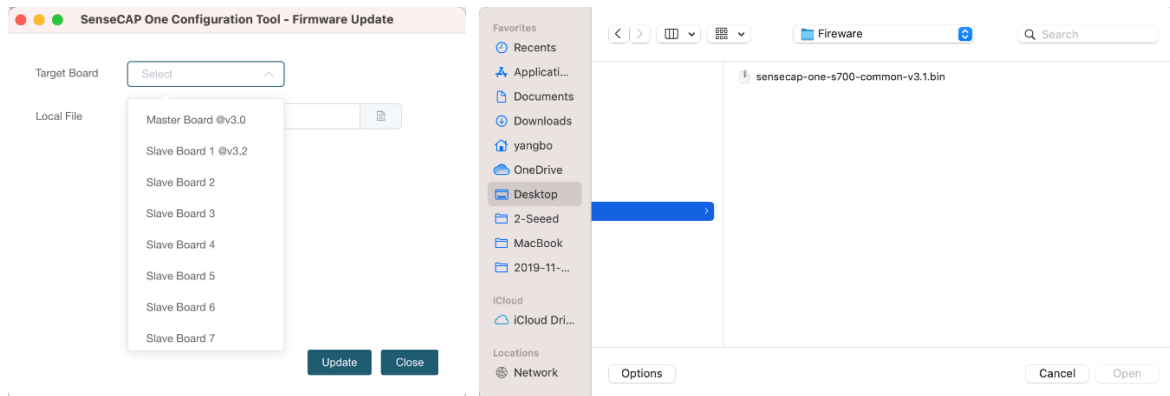 SenseCAP One Configuration Tool - Firmware Update
Target Board
Select
Local File
Master Board @v3.0
Slave Board 1 @v3.2
Slave Board 2
Slave Board 3
Slave Board 4
Slave Board 5
Slave Board 6
Slave Board 7
Update
Close
Favorites
Recents
Applicati...
Documents
Downloads
yangbo
OneDrive
Desktop
2-Seeed
MacBook
2019-11-...
iCloud
iCloud Dri...
Locations
Network
Fireware
Search
sensecap-one-s700-common-v3.1.bin
Options
Cancel
Open